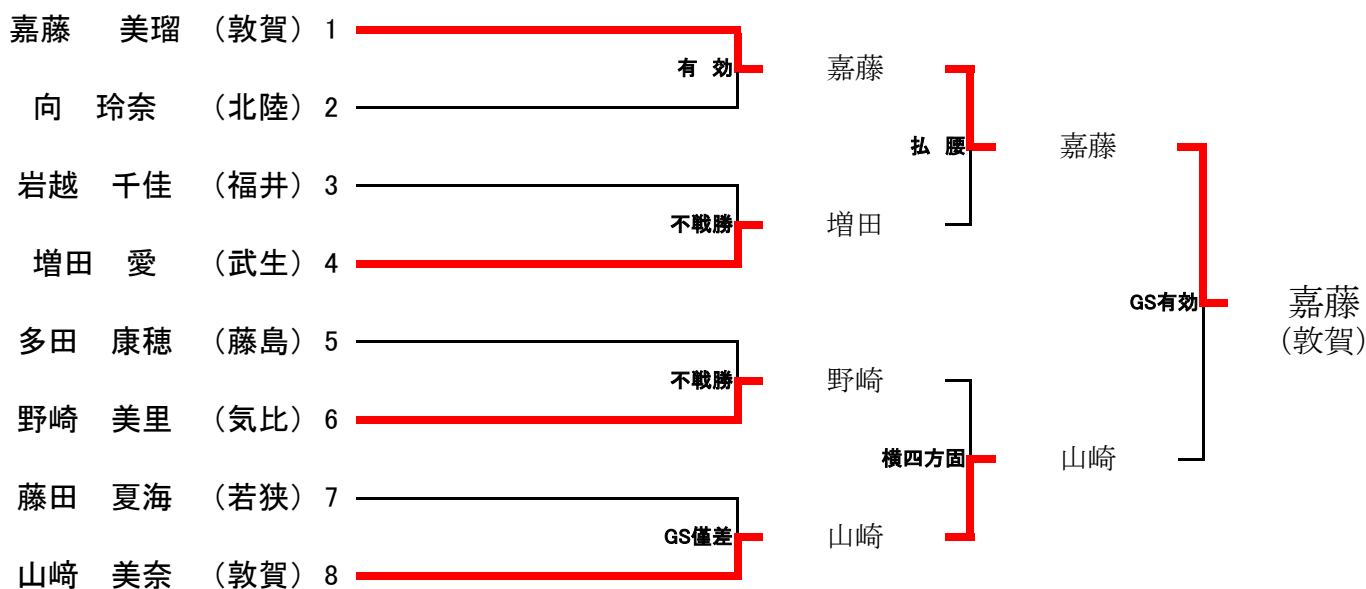 嘉藤 美瑠 （敦賀） 1
有 効
嘉藤
向 玲奈 （北陸） 2
払 腰
嘉藤
岩越 千佳 （福井） 3
不戦勝
増田
増田 愛 （武生） 4
GS有効
嘉藤
（敦賀）
多田 康穂 （藤島） 5
不戦勝
野崎
野崎 美里 （気比） 6
横四方固
山崎
藤田 夏海 （若狭） 7
GS僅差
山崎
山﨑 美奈 （敦賀） 8